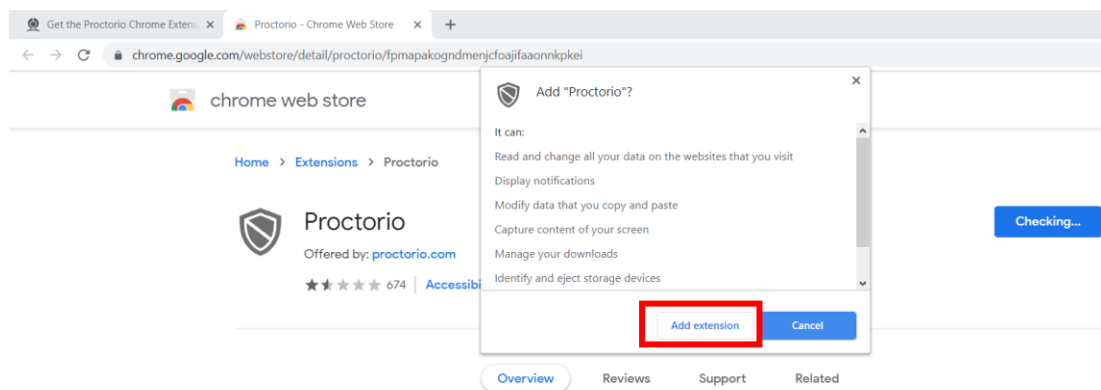 Get the Proctorio Chrome Extens
Proctorio - Chrome Web Store
chrome.google.com/webstore/detail/proctorio/fpmapakogndmenjcfoajifaaonnkpkei
chrome web store
Add "Proctorio"?
It can:
Read and change all your data on the websites that you visit
Display notifications
Modify data that you copy and paste
Capture content of your screen
Manage your downloads
Identify and eject storage devices
Add extension
Cancel
Home > Extensions > Proctorio
Proctorio
Offered by: proctorio.com
674 Accessibi
Checking...
Overview Reviews Support Related